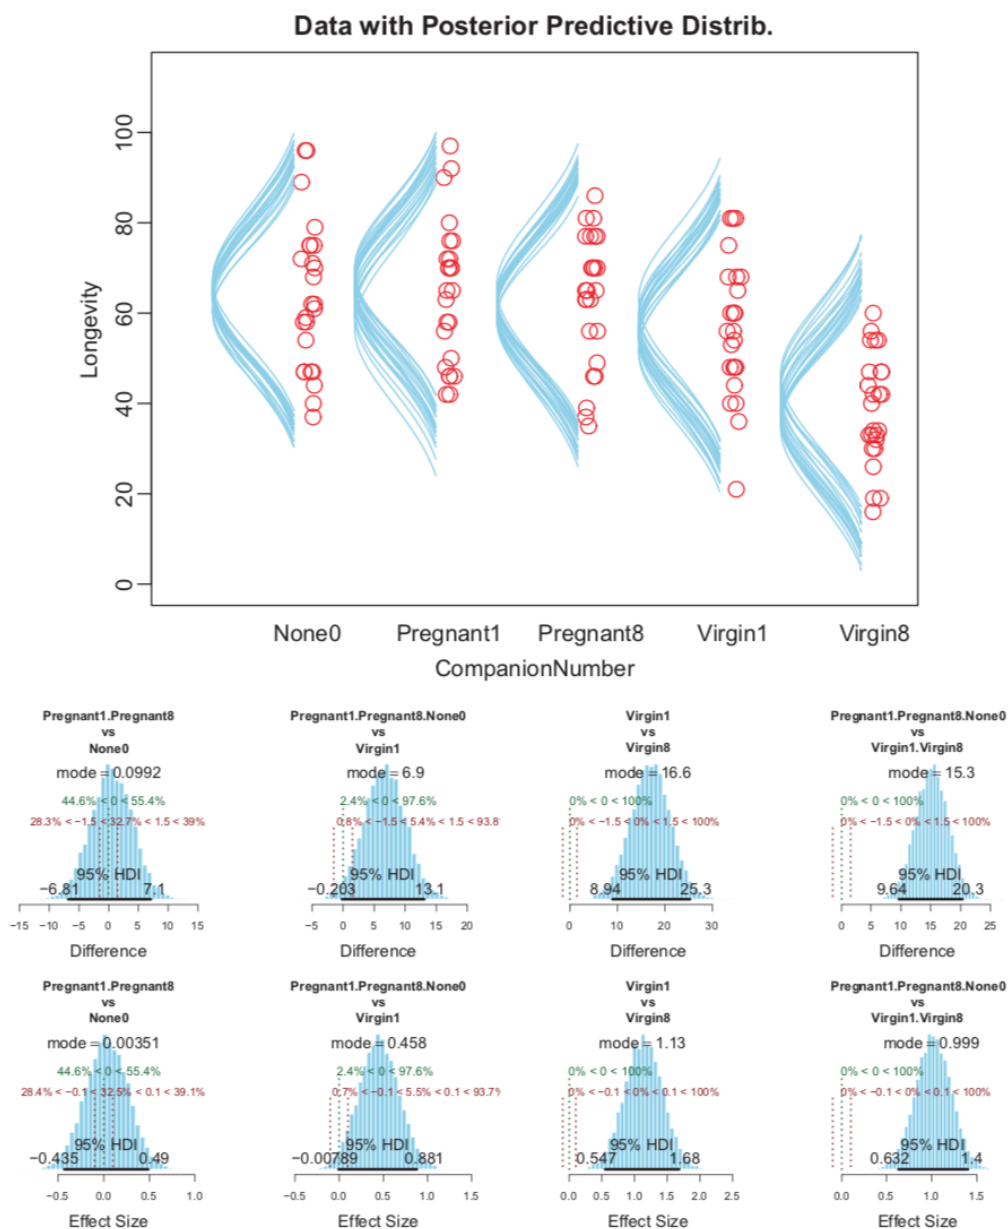 Data with Posterior Predictive Distrib.
100
80
60
40
20
0
Longevity
None0 Pregnant1 Pregnant8 Virgin1 Virgin8
CompanionNumber
Pregnant1.Pregnant8
vs
None0
mode = 0.0992
44.6% < 0 < 55.4%
28.3% < −1.5 < 32.7% < 1.5 < 39%
95% HDI
−6.81 7.1
−15 −10 −5 0 5 10 15
Difference
Pregnant1.Pregnant8.None0
vs
Virgin1
mode = 6.9
2.4% < 0 < 97.6%
0.8% < −1.5 < 5.4% < 1.5 < 93.8
95% HDI
−0.203 13.1
−5 0 5 10 15 20
Difference
Virgin1
vs
Virgin8
mode = 16.6
0% < 0 < 100%
0% < −1.5 < 0% < 1.5 < 100%
95% HDI
8.94 25.3
0 10 20 30
Difference
Pregnant1.Pregnant8.None0
vs
Virgin1.Virgin8
mode = 15.3
0% < 0 < 100%
0% < −1.5 < 0% < 1.5 < 100%
95% HDI
9.64 20.3
0 5 10 15 20 25
Difference
Pregnant1.Pregnant8
vs
None0
mode = 0.00351
44.6% < 0 < 55.4%
28.4% < −0.1 < 32.5% < 0.1 < 39.1%
95% HDI
−0.435 0.49
−0.5 0.0 0.5 1.0
Effect Size
Pregnant1.Pregnant8.None0
vs
Virgin1
mode = 0.458
2.4% < 0 < 97.6%
0.7% < −0.1 < 5.5% < 0.1 < 93.7%
95% HDI
−0.00789 0.881
−0.5 0.0 0.5 1.0 1.5
Effect Size
Virgin1
vs
Virgin8
mode = 1.13
0% < 0 < 100%
0% < −0.1 < 0% < 0.1 < 100%
95% HDI
0.547 1.68
0.0 0.5 1.0 1.5 2.0 2.5
Effect Size
Pregnant1.Pregnant8.None0
vs
Virgin1.Virgin8
mode = 0.999
0% < 0 < 100%
0% < −0.1 < 0% < 0.1 < 100%
95% HDI
0.632 1.4
0.0 0.5 1.0 1.5
Effect Size